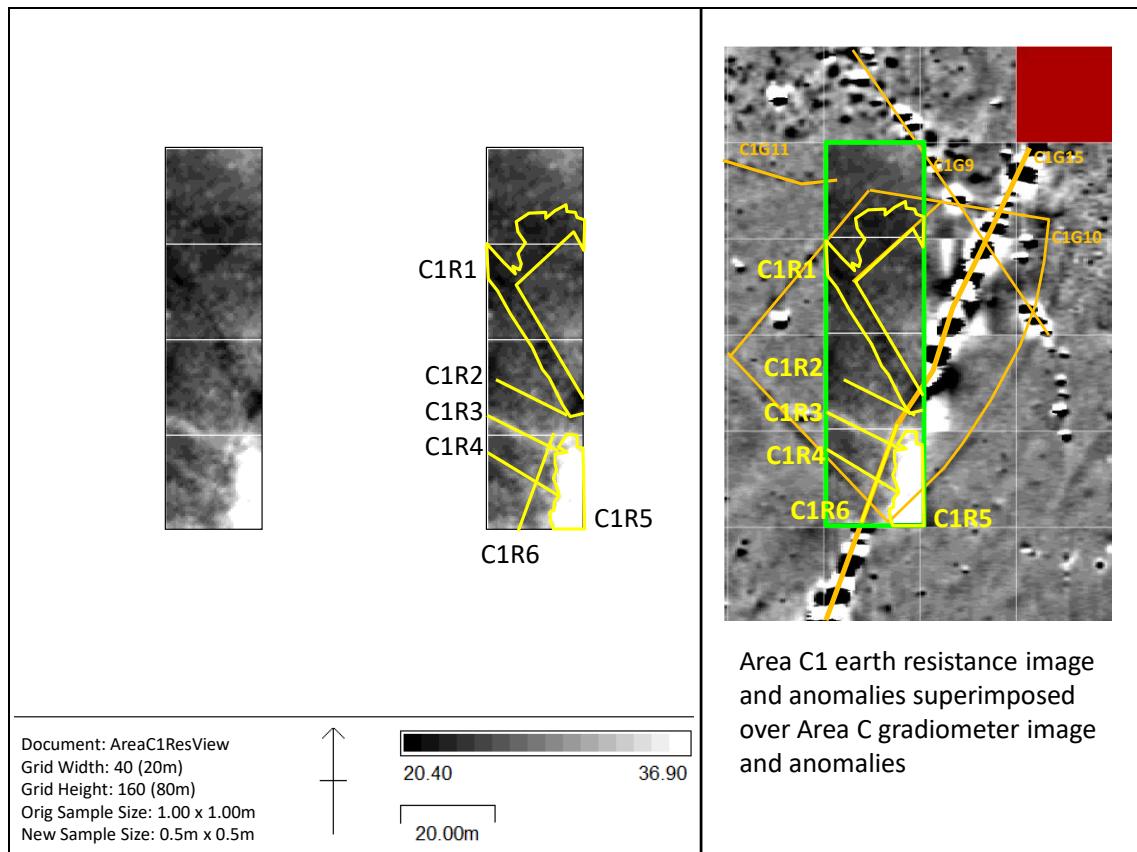 C1R1
C1R2
C1R3
C1R4
C1R5
C1R6
Document: AreaC1ResView
Grid Width: 40 (20m)
Grid Height: 160 (80m)
Orig Sample Size: 1.00 x 1.00m
New Sample Size: 0.5m x 0.5m
20.40 36.90
20.00m
C1G11
C1G9
C1G15
C1G10
C1R1
C1R2
C1R3
C1R4
C1R6
C1R5
Area C1 earth resistance image
and anomalies superimposed
over Area C gradiometer image
and anomalies